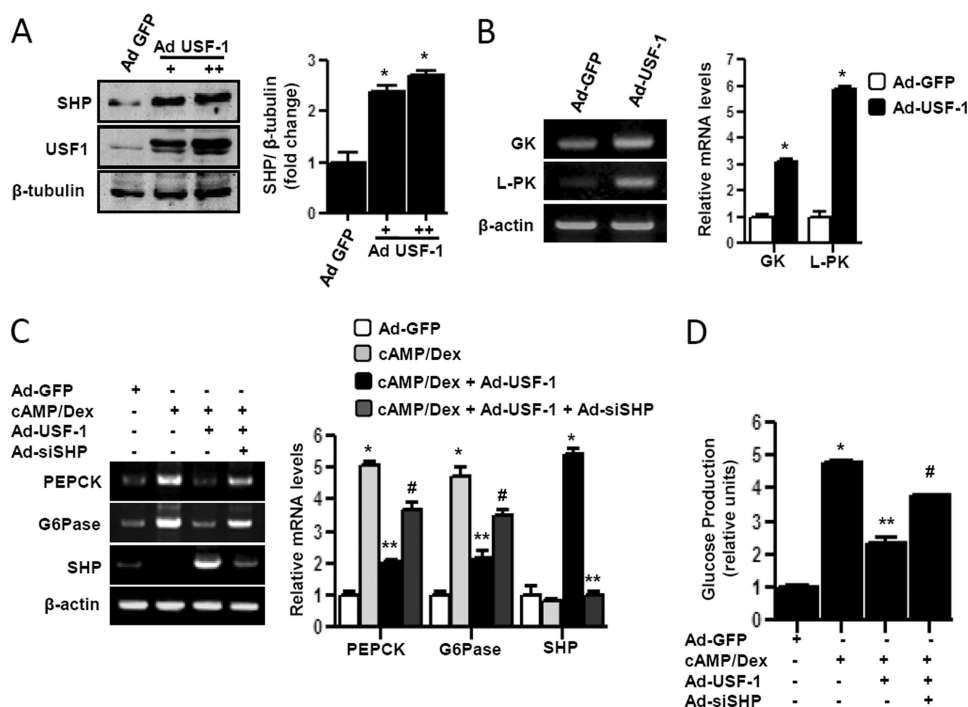 A
Ad GFP
Ad USF-1
+ ++
SHP
USF1
β-tubulin
SHP/ β-tubulin
(fold change)
3
2
1
0
Ad GFP
+ ++
Ad USF-1
* *
B
Ad-GFP
Ad-USF-1
GK
L-PK
β-actin
Relative mRNA levels
7
6
5
4
3
2
1
0
* *
GK L-PK
Ad-GFP
Ad-USF-1
C
Ad-GFP + - - -
cAMP/Dex - + + +
Ad-USF-1 - - + +
Ad-siSHP - - - +
PEPCK
G6Pase
SHP
β-actin
Ad-GFP
cAMP/Dex
cAMP/Dex + Ad-USF-1
cAMP/Dex + Ad-USF-1 + Ad-siSHP
Relative mRNA levels
6
5
4
3
2
1
0
* ** # * ** # * **
PEPCK G6Pase SHP
D
Glucose Production
(relative units)
6
5
4
3
2
1
0
* ** #
Ad-GFP + - - -
cAMP/Dex - + + +
Ad-USF-1 - - + +
Ad-siSHP - - - +